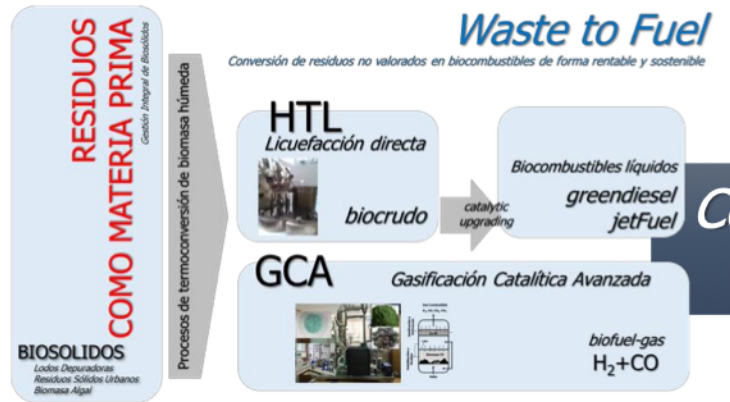 Waste to Fuel
Conversión de residuos no valorados en biocombustibles de forma rentable y sostenible
RESIDUOS
COMO MATERIA PRIMA
Gestión Integral de Biosólidos
BIOSOLIDOS
Lodos Depuradoras
Residuos Sólidos Urbanos
Biomasa Algal
Procesos de termoconversión de biomasa húmeda
HTL
Licuefacción directa
biocrudo
catalytic
upgrading
Biocombustibles líquidos
greendiesel
jetFuel
GCA
Gasificación Catalítica Avanzada
biofuel-gas
H₂+CO